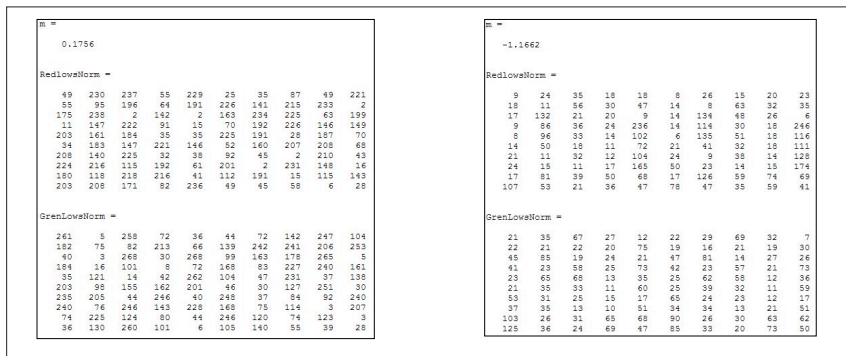 m =
0.1756
RedlowsNorm =
49 230 237 55 229 25 35 87 49 221
55 95 196 64 191 226 141 215 233 2
175 238 2 142 2 163 234 225 63 199
11 147 222 91 15 70 192 226 146 149
203 161 184 35 35 225 191 28 187 70
34 183 147 221 146 52 160 207 208 68
208 140 225 32 38 92 45 2 210 43
224 216 115 192 61 201 2 231 148 16
180 118 218 216 41 112 191 15 115 143
203 208 171 82 236 49 45 58 6 28
GrenLowsNorm =
261 5 258 72 36 44 72 142 247 104
182 75 82 213 66 139 242 241 206 253
40 3 268 30 268 99 163 178 265 5
184 16 101 8 72 168 83 227 240 161
35 121 14 42 262 104 47 231 37 138
203 98 155 162 201 46 30 127 251 30
235 205 44 246 40 248 37 84 92 240
240 76 246 143 228 168 75 114 3 207
74 225 124 80 44 246 120 74 123 3
36 130 260 101 6 105 140 55 39 28
m =
-1.1662
RedlowsNorm =
9 24 35 18 18 8 26 15 20 23
18 11 56 30 47 14 8 63 32 35
17 132 21 20 9 14 134 48 26 6
9 86 36 24 236 14 114 30 18 246
8 96 33 14 102 6 135 51 18 116
14 50 18 11 72 21 41 32 18 111
21 11 32 12 104 24 9 38 14 128
24 15 11 17 165 50 23 14 15 174
17 81 39 50 68 17 126 59 74 69
107 53 21 36 47 78 47 35 59 41
GrenLowsNorm =
21 35 67 27 12 22 29 69 32 7
22 21 22 20 75 19 16 21 19 30
45 85 19 24 21 47 81 14 27 26
41 23 58 25 73 42 23 57 21 73
23 65 68 13 35 25 62 58 12 36
21 35 33 11 60 25 39 32 11 59
53 31 25 15 17 65 24 23 12 17
37 35 13 10 51 34 34 13 21 51
103 26 31 65 68 90 26 30 63 62
125 36 24 69 47 85 33 20 73 50